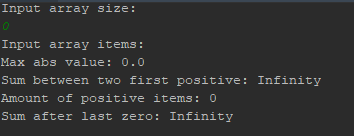 Input array size:
0
Input array items:
Max abs value: 0.0
Sum between two first positive: Infinity
Amount of positive items: 0
Sum after last zero: Infinity